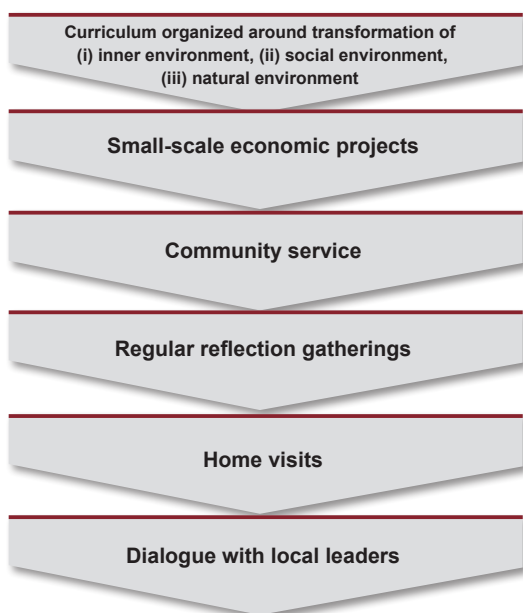 Curriculum organized around transformation of
(i) inner environment, (ii) social environment,
(iii) natural environment
Small-scale economic projects
Community service
Regular reflection gatherings
Home visits
Dialogue with local leaders